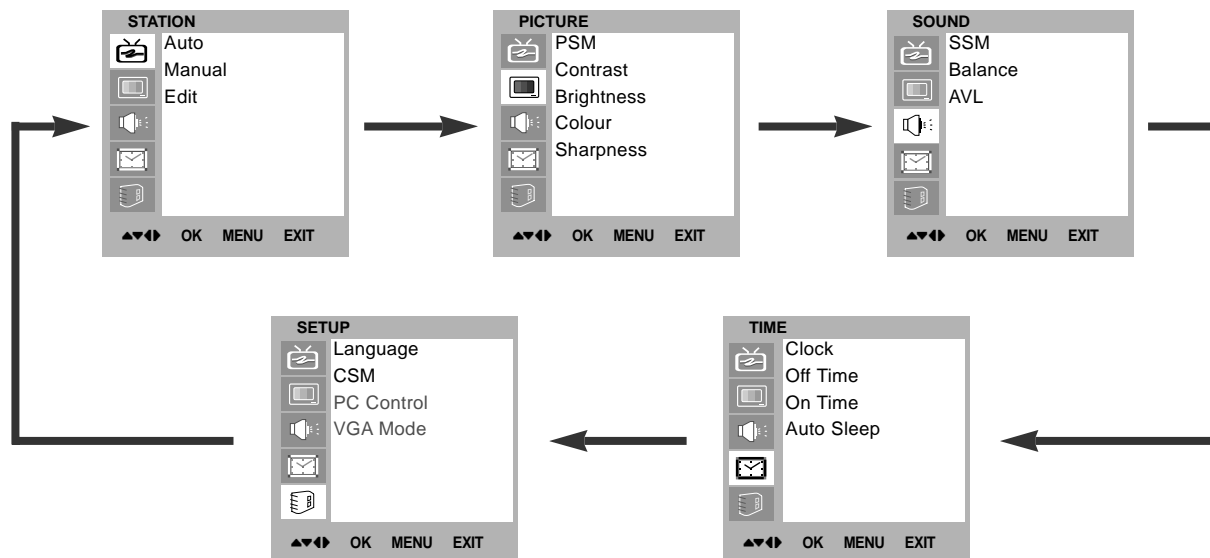 STATION
Auto
Manual
Edit
OK MENU EXIT
PICTURE
PSM
Contrast
Brightness
Colour
Sharpness
OK MENU EXIT
SOUND
SSM
Balance
AVL
OK MENU EXIT
SETUP
Language
CSM
PC Control
VGA Mode
OK MENU EXIT
TIME
Clock
Off Time
On Time
Auto Sleep
OK MENU EXIT